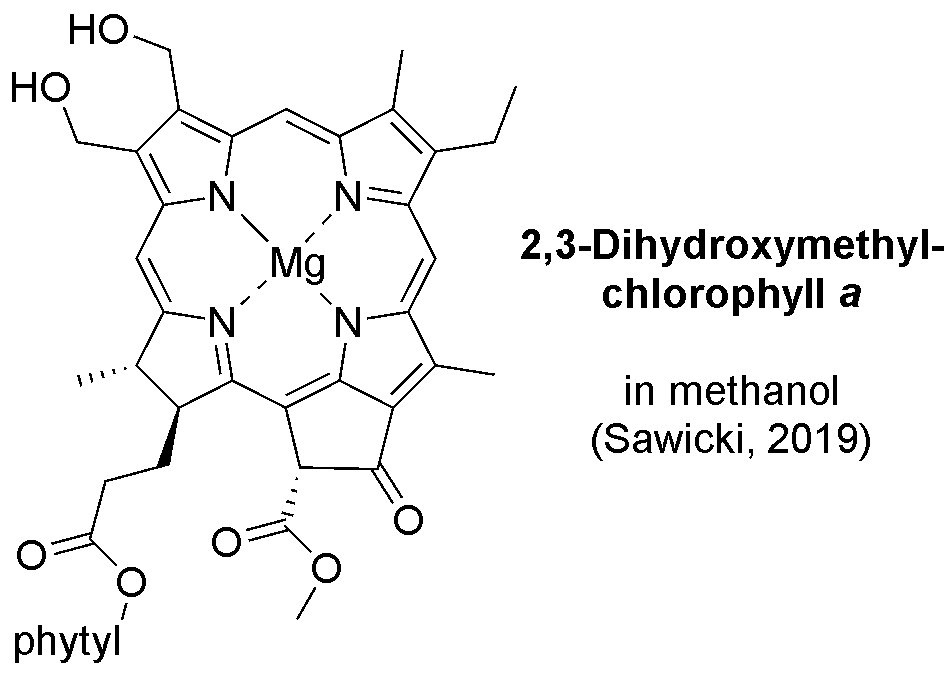 HO
HO
N
N
Mg
N
N
2,3-Dihydroxymethyl-
chlorophyll a
in methanol
(Sawicki, 2019)
O
O
O
O
O
phytyl